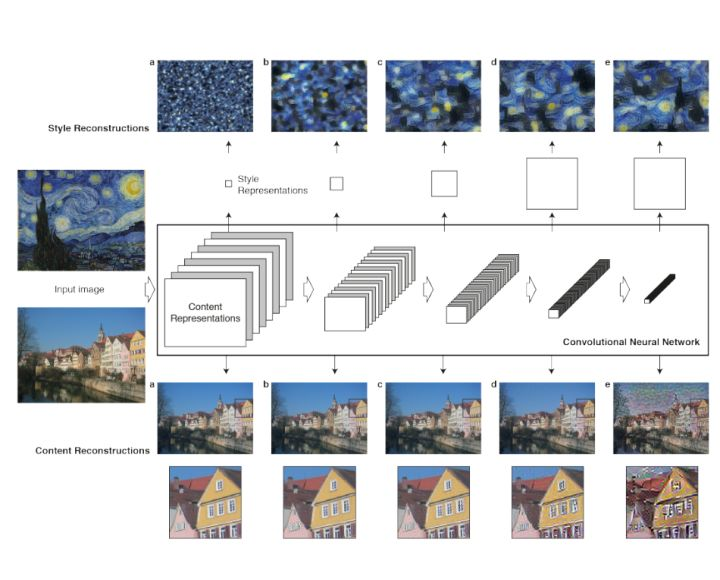 a b c d e
Style Reconstructions
Style
Representations
Input image
Content
Representations
Convolutional Neural Network
a b c d e
Content Reconstructions